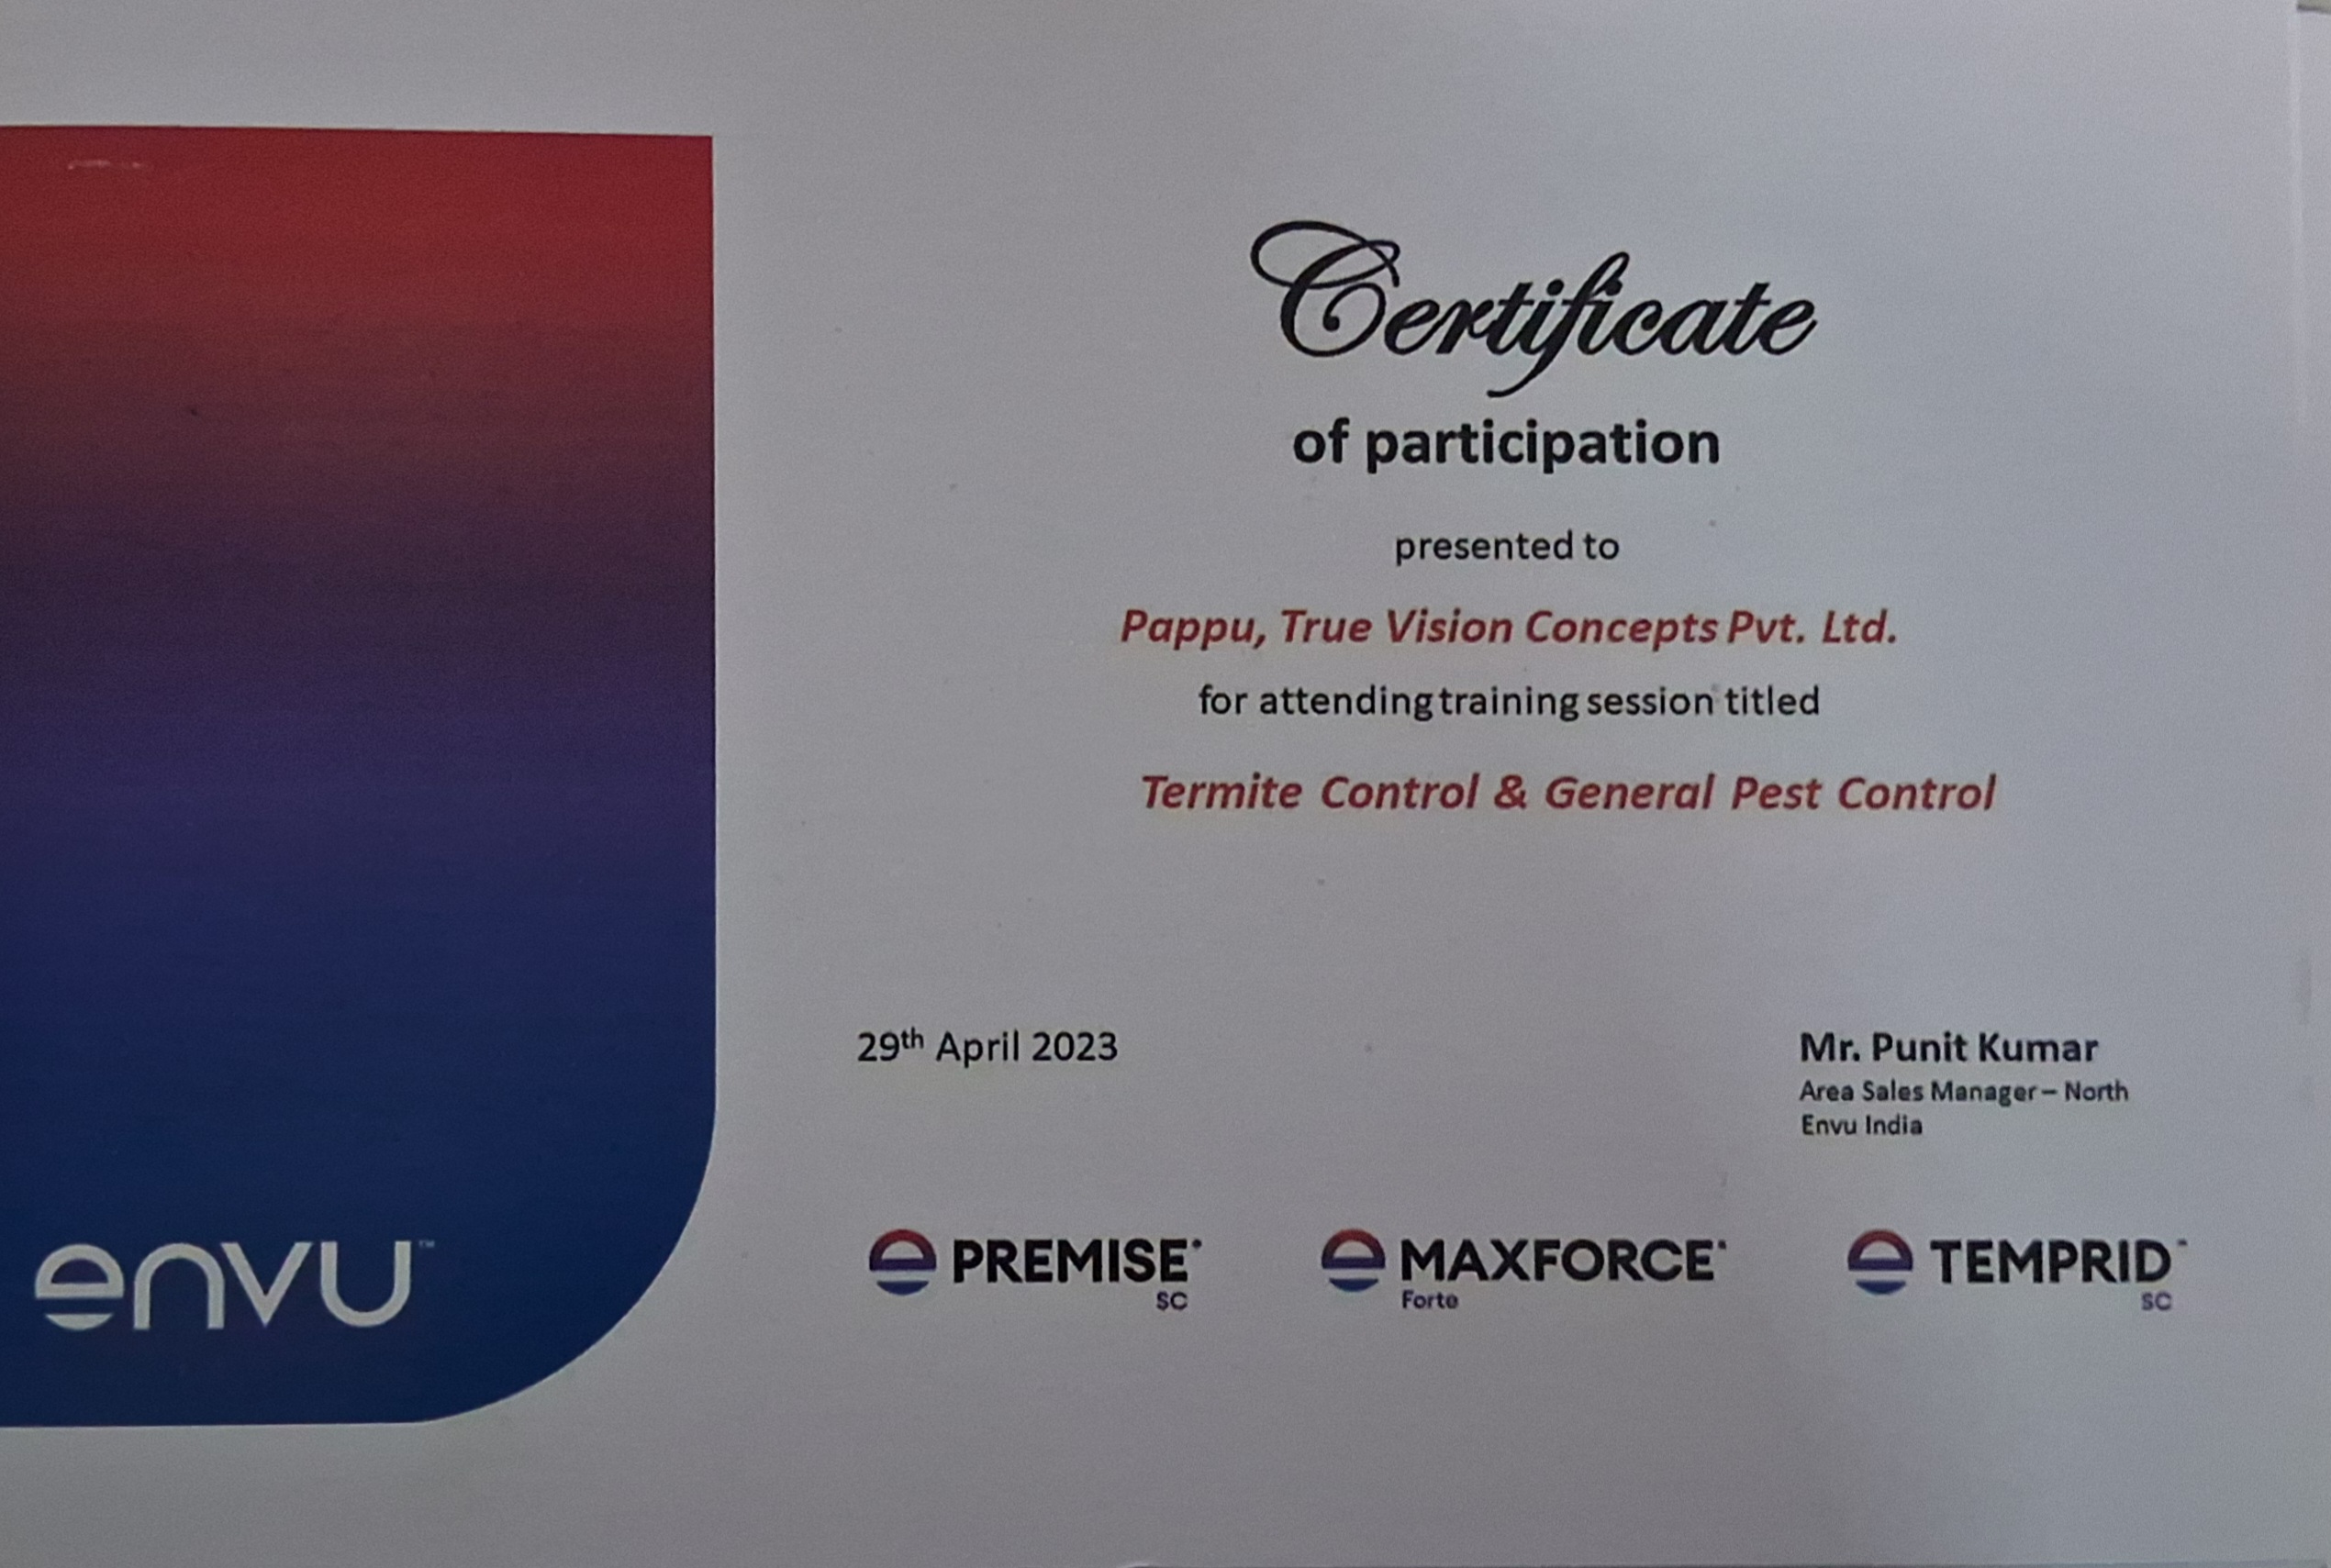 Certificate
of participation
presented to
Pappu, True Vision Concepts Pvt. Ltd.
for attending training session titled
Termite Control & General Pest Control
29th April 2023
Mr. Punit Kumar
Area Sales Manager – North
Envu India
envu™
PREMISE®
SC
MAXFORCE®
Forte
TEMPRID™
SC